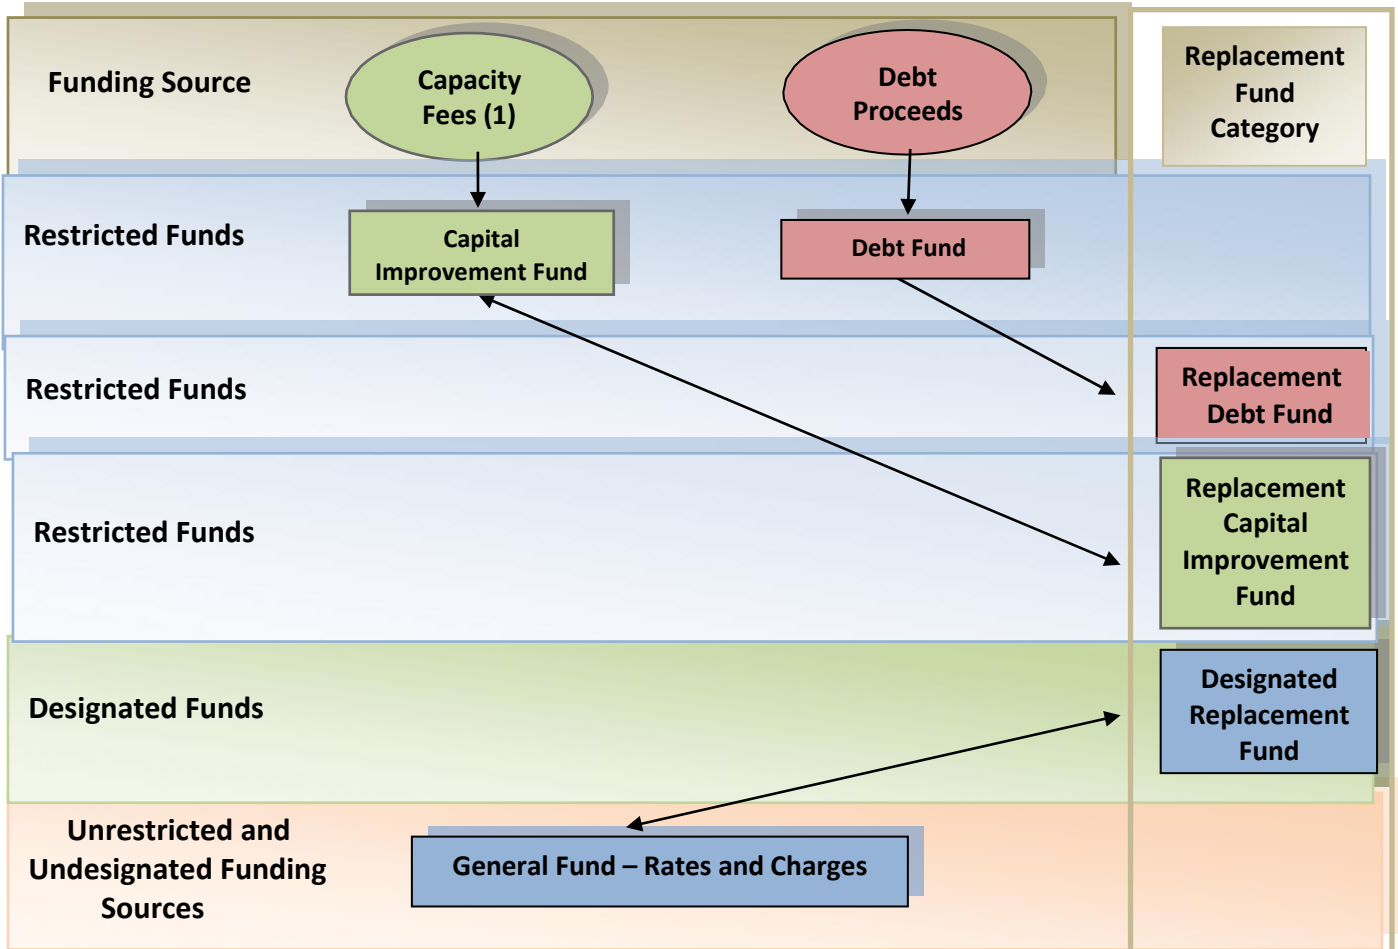 Funding Source
Capacity
Fees (1)
Debt
Proceeds
Replacement
Fund
Category
Restricted Funds
Capital
Improvement Fund
Debt Fund
Restricted Funds
Replacement
Debt Fund
Restricted Funds
Replacement
Capital
Improvement
Fund
Designated Funds
Designated
Replacement
Fund
Unrestricted and
Undesignated Funding
Sources
General Fund – Rates and Charges